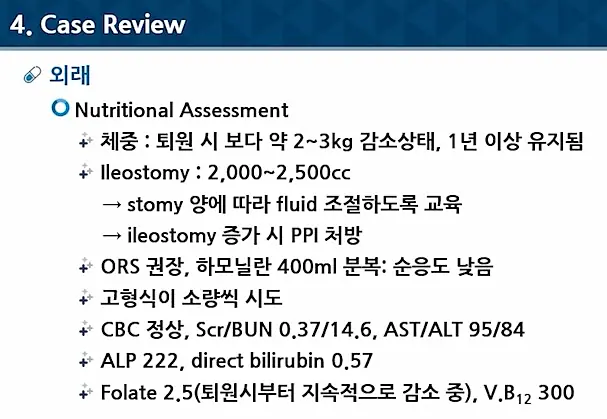 4. Case Review
외래
Nutritional Assessment
체중 : 퇴원 시 보다 약 2~3kg 감소상태, 1년 이상 유지됨
Ileostomy : 2,000~2,500cc
→ stomy 양에 따라 fluid 조절하도록 교육
→ ileostomy 증가 시 PPI 처방
ORS 권장, 하모닐란 400ml 분복: 순응도 낮음
고형식이 소량씩 시도
CBC 정상, Scr/BUN 0.37/14.6, AST/ALT 95/84
ALP 222, direct bilirubin 0.57
Folate 2.5(퇴원시부터 지속적으로 감소 중), V.B₁₂ 300